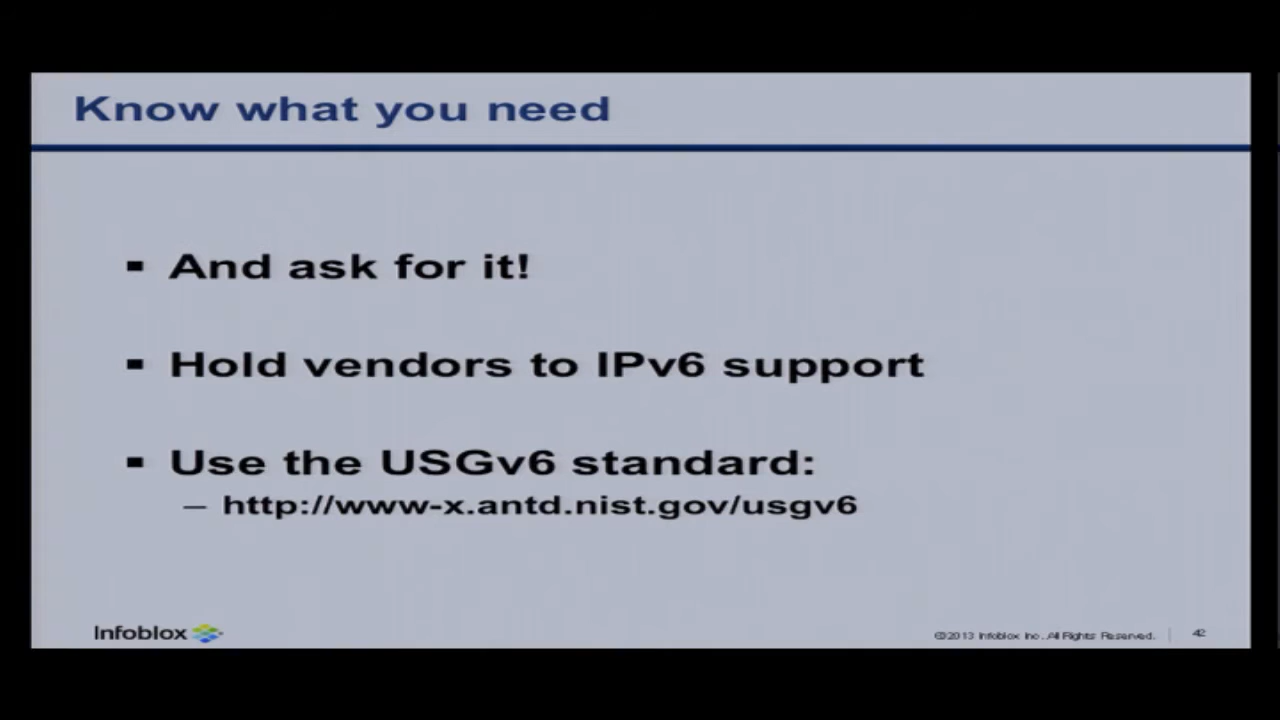 Know what you need
▪ And ask for it!
▪ Hold vendors to IPv6 support
▪ Use the USGv6 standard:
– http://www-x.antd.nist.gov/usgv6
Infoblox
©2013 Infoblox Inc. All Rights Reserved.
42